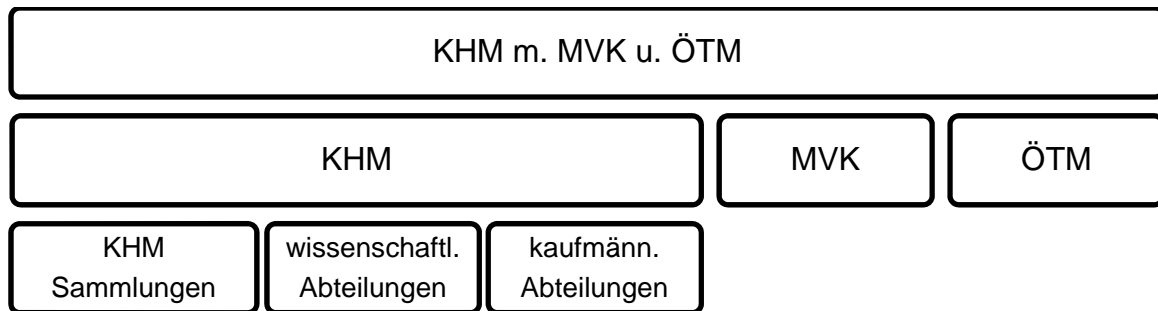 KHM m. MVK u. ÖTM
KHM
MVK
ÖTM
KHM
Sammlungen
wissenschaftl.
Abteilungen
kaufmänn.
Abteilungen